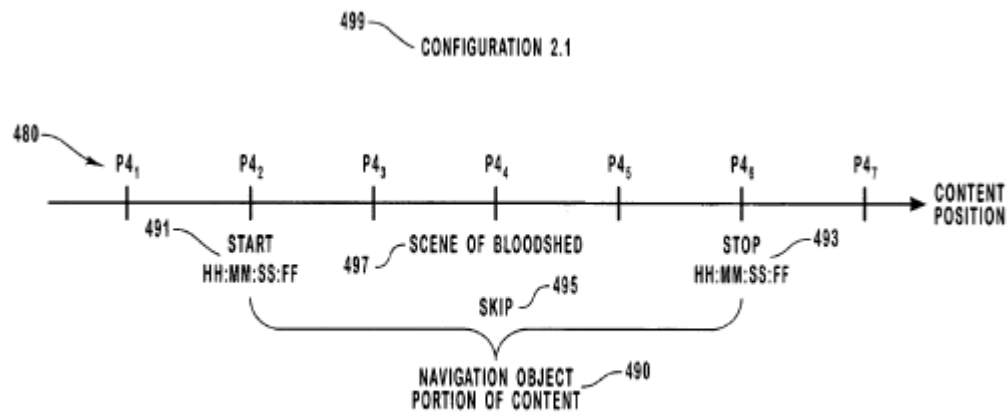 499
CONFIGURATION 2.1
480
P4₁ P4₂ P4₃ P4₄ P4₅ P4₆ P4₇
CONTENT
POSITION
491
START
HH:MM:SS:FF
SCENE OF BLOODSHED
497
STOP
HH:MM:SS:FF
493
SKIP 495
NAVIGATION OBJECT
PORTION OF CONTENT
490